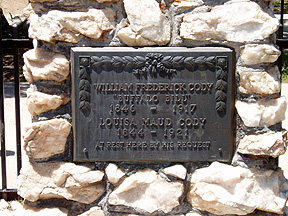 WILLIAM FREDERICK CODY
"BUFFALO BILL"
1846 - 1917
LOUISA MAUD CODY
1844 - 1921
AT REST HERE BY HIS REQUEST